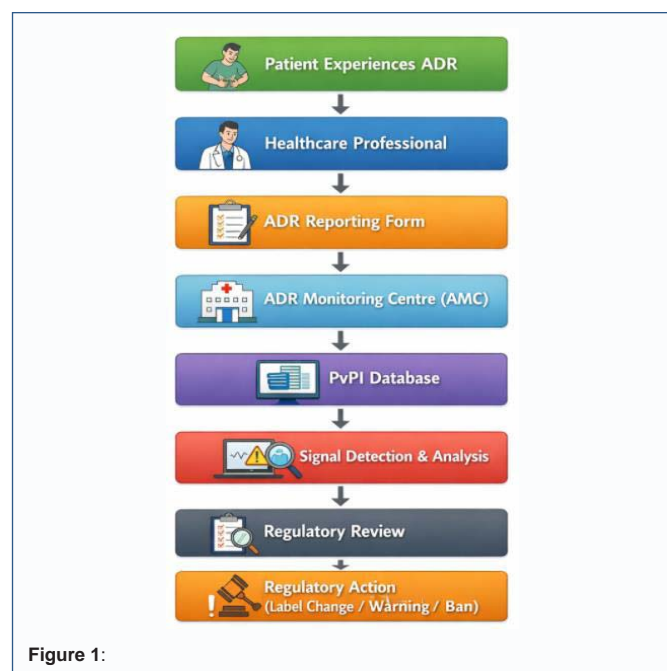 Patient Experiences ADR
Healthcare Professional
ADR Reporting Form
ADR Monitoring Centre (AMC)
PvPI Database
Signal Detection & Analysis
Regulatory Review
Regulatory Action
(Label Change / Warning / Ban)
Figure 1: